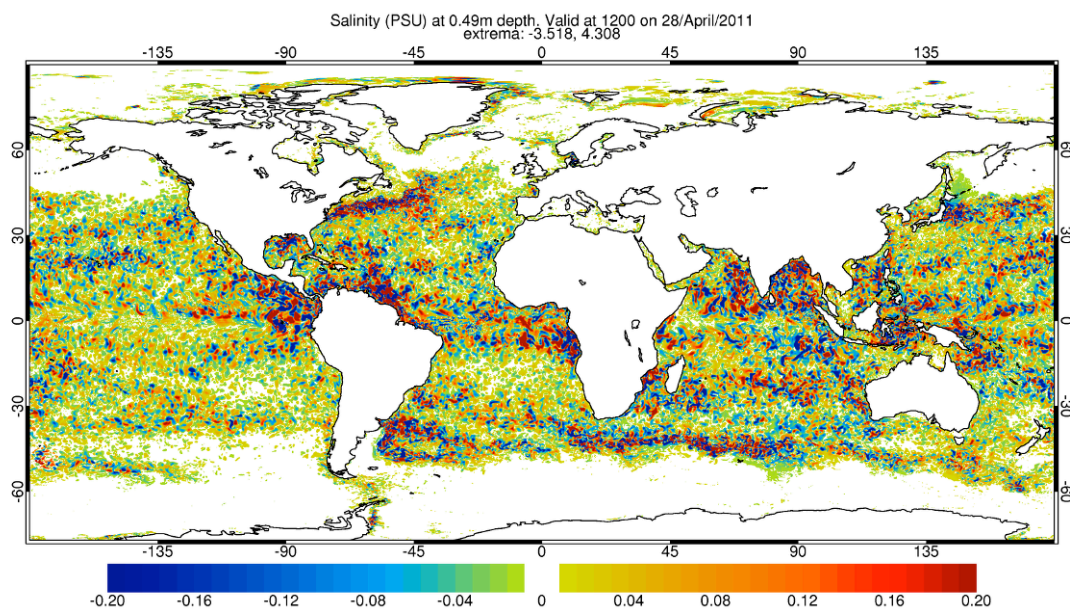 Salinity (PSU) at 0.49m depth. Valid at 1200 on 28/April/2011
extrema: -3.518, 4.308
-135 -90 -45 0 45 90 135
60 60
30 30
0 0
-30 -30
-60 -60
-135 -90 -45 0 45 90 135
-0.20 -0.16 -0.12 -0.08 -0.04 0 0.04 0.08 0.12 0.16 0.20